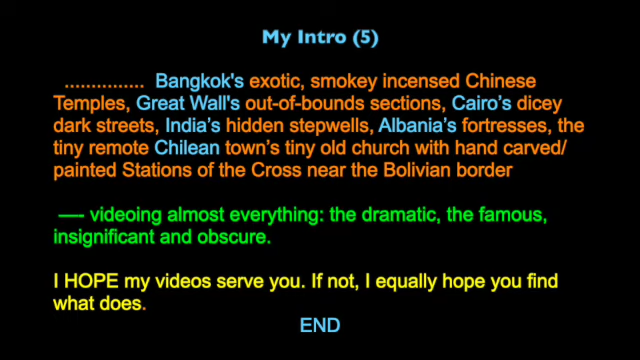 My Intro (5)
............... Bangkok's exotic, smokey incensed Chinese
Temples, Great Wall's out-of-bounds sections, Cairo's dicey
dark streets, India's hidden stepwells, Albania's fortresses, the
tiny remote Chilean town's tiny old church with hand carved/
painted Stations of the Cross near the Bolivian border
—- videoing almost everything: the dramatic, the famous,
insignificant and obscure.
I HOPE my videos serve you. If not, I equally hope you find
what does.
END